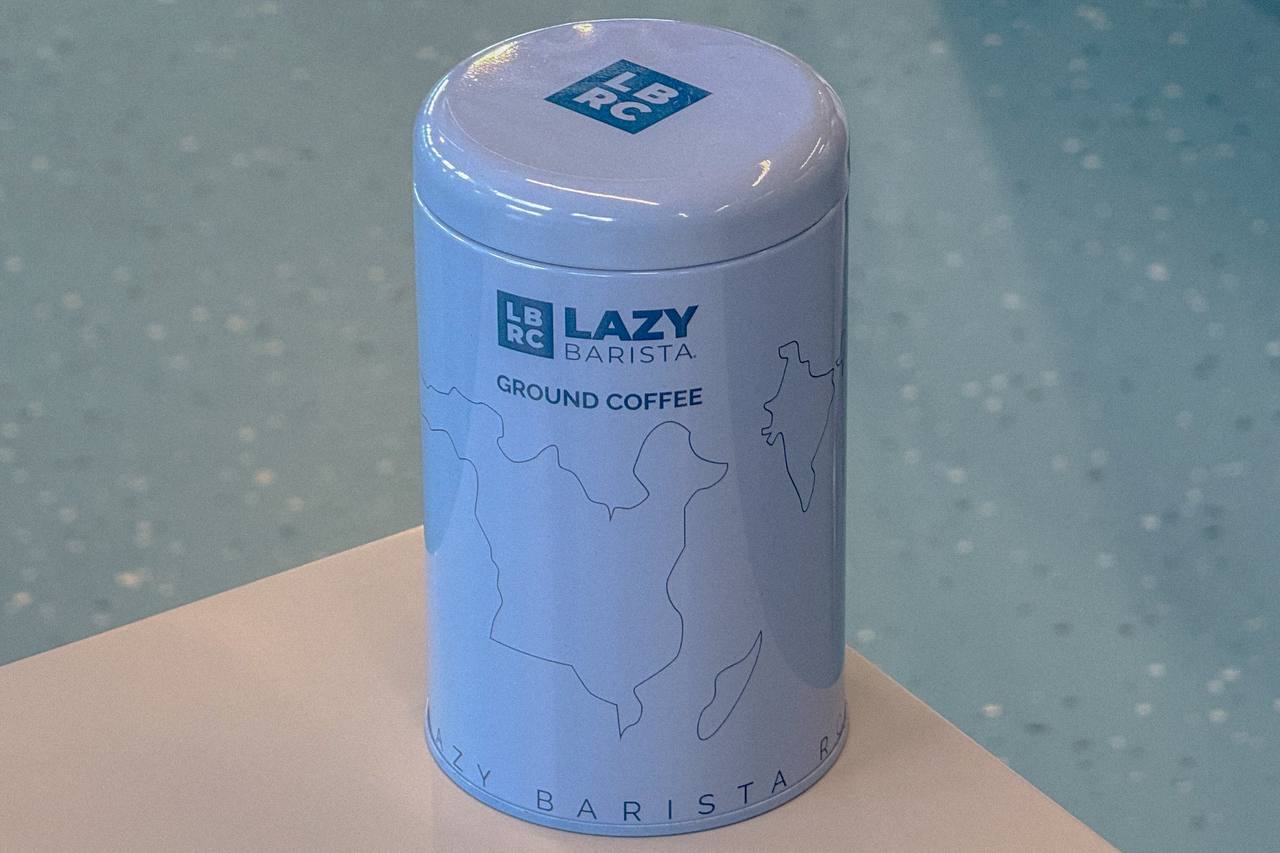 LB
RC
LB
RC
LAZY
BARISTA
GROUND COFFEE
AZY BARISTA R